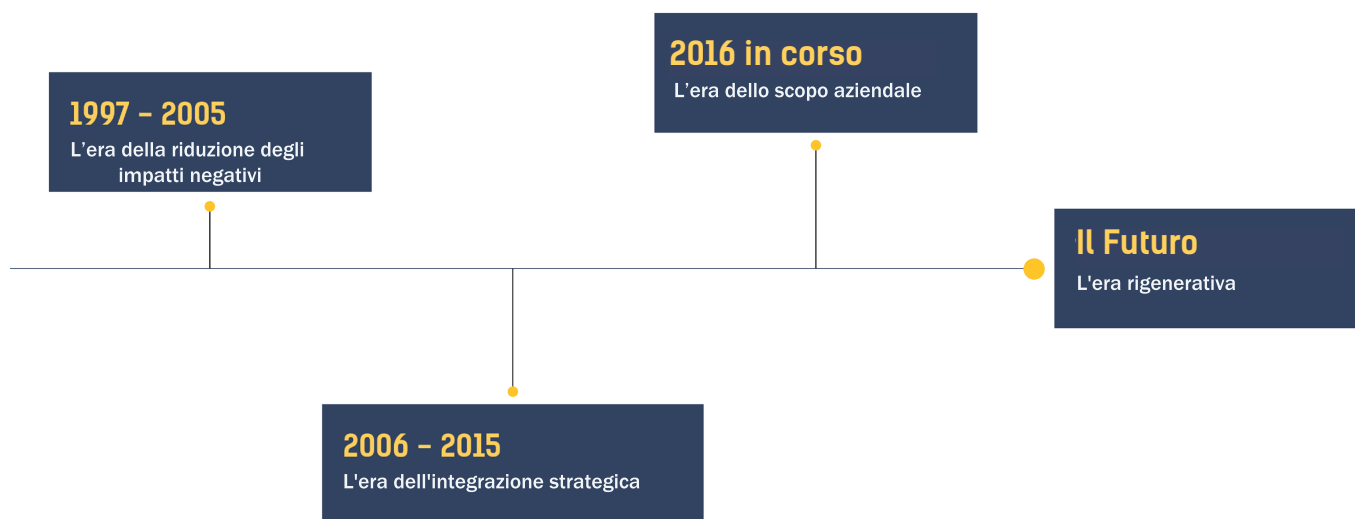 1997 – 2005
L’era della riduzione degli
impatti negativi
2006 – 2015
L'era dell'integrazione strategica
2016 in corso
L’era dello scopo aziendale
Il Futuro
L'era rigenerativa